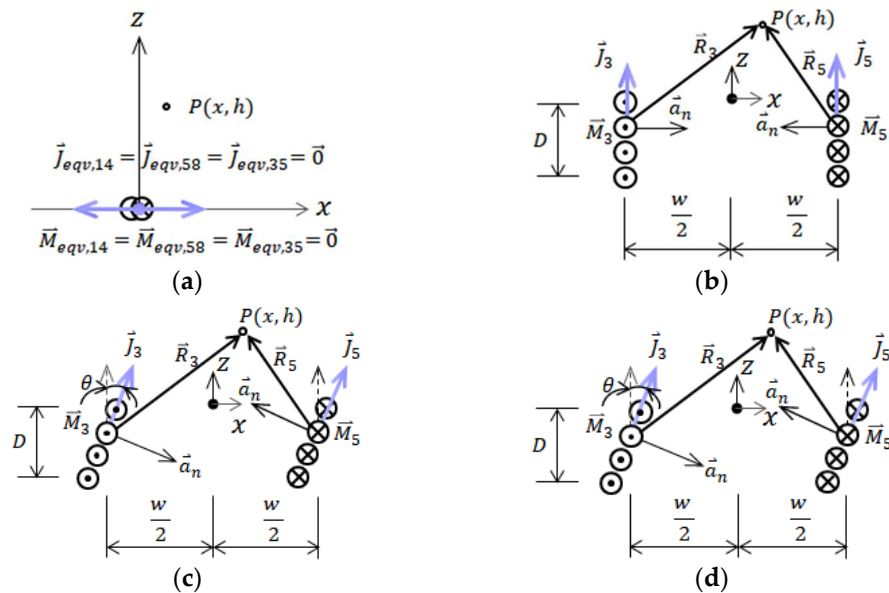 Z
P(x, h)
J⃗eqv,14 = J⃗eqv,58 = J⃗eqv,35 = 0⃗
x
M⃗eqv,14 = M⃗eqv,58 = M⃗eqv,35 = 0⃗
(a)
P(x, h)
J⃗3 R⃗3 Z R⃗5 J⃗5
D M⃗3 a⃗n x a⃗n M⃗5
w/2 w/2
(b)
P(x, h)
J⃗3 R⃗3 Z R⃗5 J⃗5
θ a⃗n
D M⃗3 x M⃗5
a⃗n
w/2 w/2
(c)
P(x, h)
J⃗3 R⃗3 Z R⃗5 J⃗5
θ a⃗n
D M⃗3 x M⃗5
a⃗n
w/2 w/2
(d)